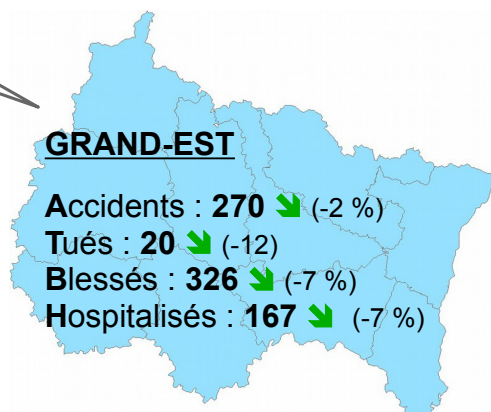 GRAND-EST
Accidents : 270 ➘ (-2 %)
Tués : 20 ➘ (-12)
Blessés : 326 ➘ (-7 %)
Hospitalisés : 167 ➘ (-7 %)